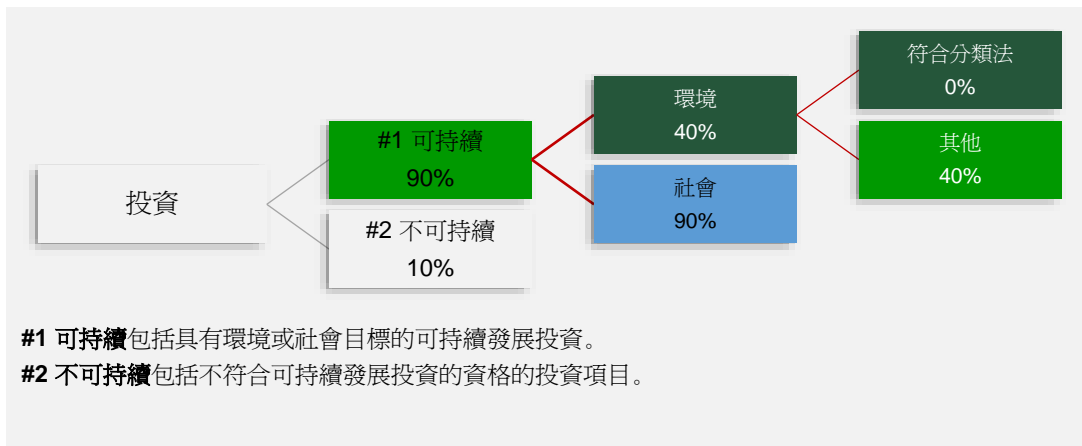 投資
#1 可持續
90%
#2 不可持續
10%
環境
40%
社會
90%
符合分類法
0%
其他
40%
#1 可持續包括具有環境或社會目標的可持續發展投資。
#2 不可持續包括不符合可持續發展投資的資格的投資項目。